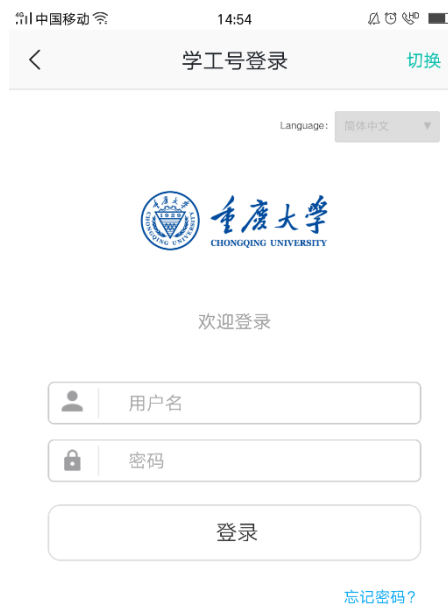 中国移动 14:54 HD
学工号登录 切换
Language: 简体中文
重庆大学
CHONGQING UNIVERSITY
欢迎登录
用户名
密码
登录
忘记密码?